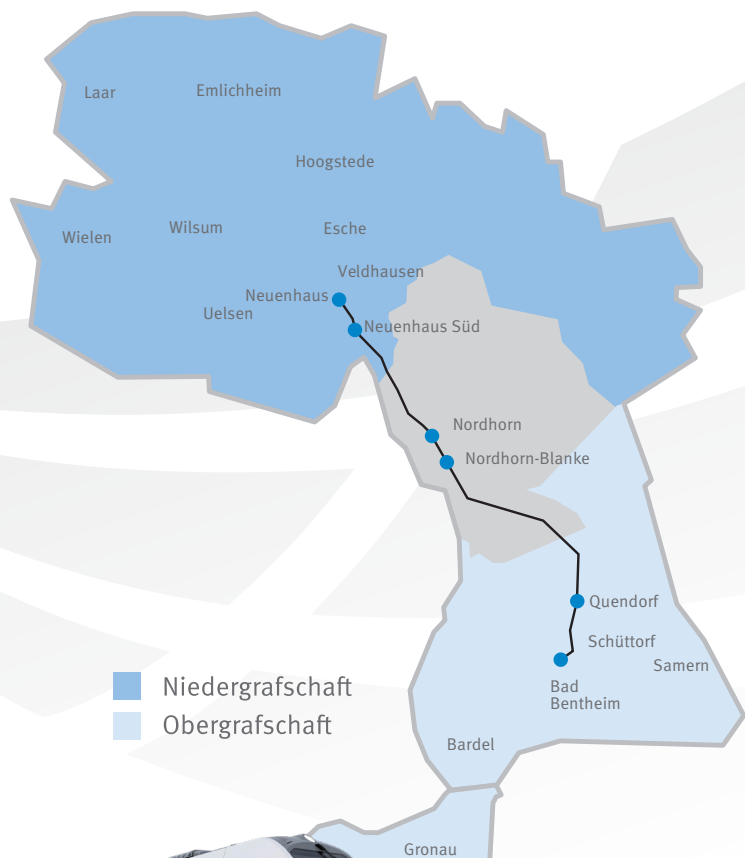 Laar
Emlichheim
Hoogstede
Wielen
Wilsum
Esche
Veldhausen
Neuenhaus
Uelsen
Neuenhaus Süd
Nordhorn
Nordhorn-Blanke
Quendorf
Schüttorf
Samern
Bad
Bentheim
Niedergrafschaft
Obergrafschaft
Bardel
Gronau